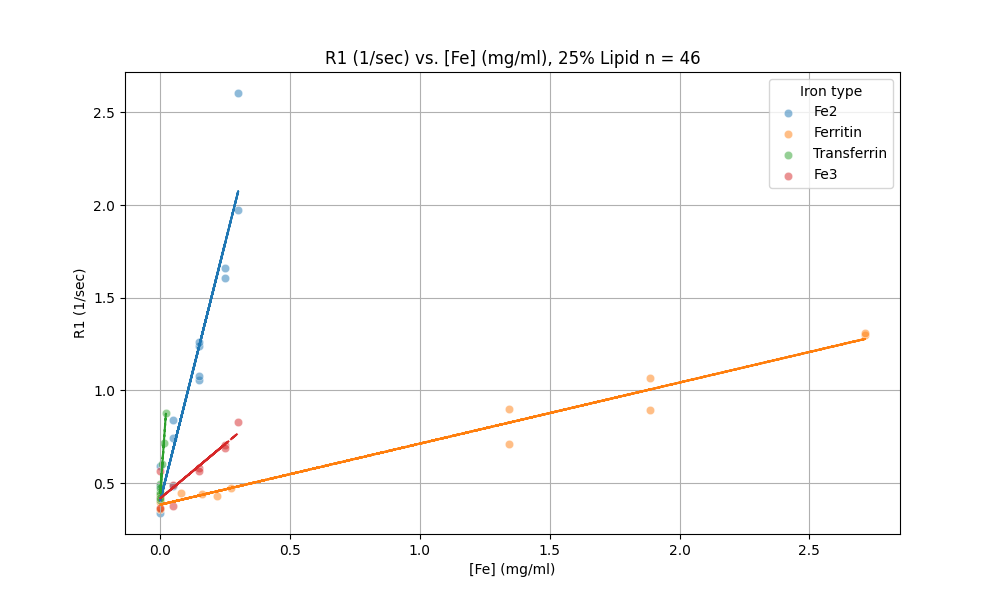 R1 (1/sec) vs. [Fe] (mg/ml), 25% Lipid n = 46
Iron type
Fe2
Ferritin
Transferrin
Fe3
R1 (1/sec)
2.5
2.0
1.5
1.0
0.5
0.0 0.5 1.0 1.5 2.0 2.5
[Fe] (mg/ml)